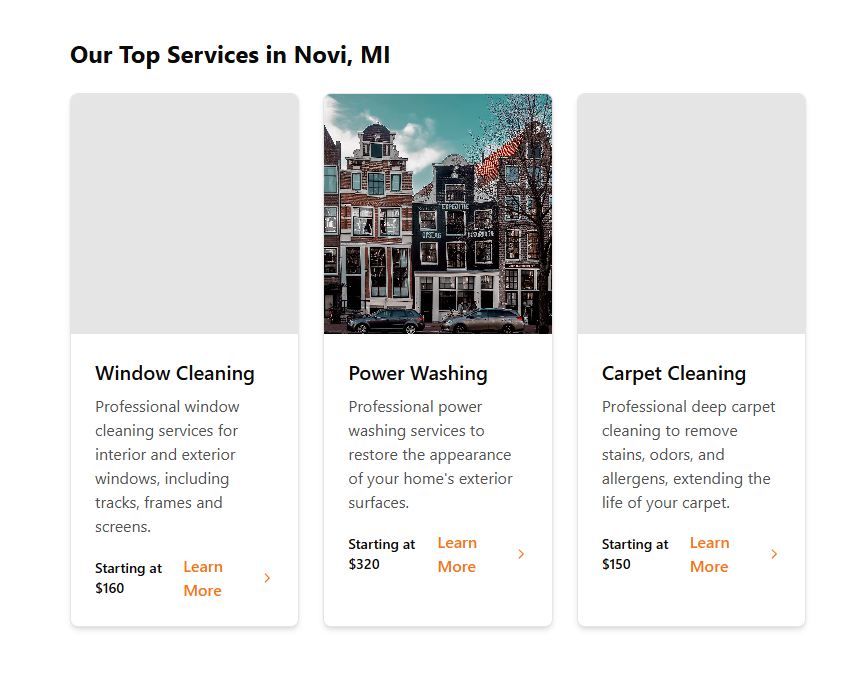 Our Top Services in Novi, MI
EXPEDITIE
OPSLAG
Window Cleaning
Professional window
cleaning services for
interior and exterior
windows, including
tracks, frames and
screens.
Starting at
$160
Learn
More
Power Washing
Professional power
washing services to
restore the appearance
of your home's exterior
surfaces.
Starting at
$320
Learn
More
Carpet Cleaning
Professional deep carpet
cleaning to remove
stains, odors, and
allergens, extending the
life of your carpet.
Starting at
$150
Learn
More